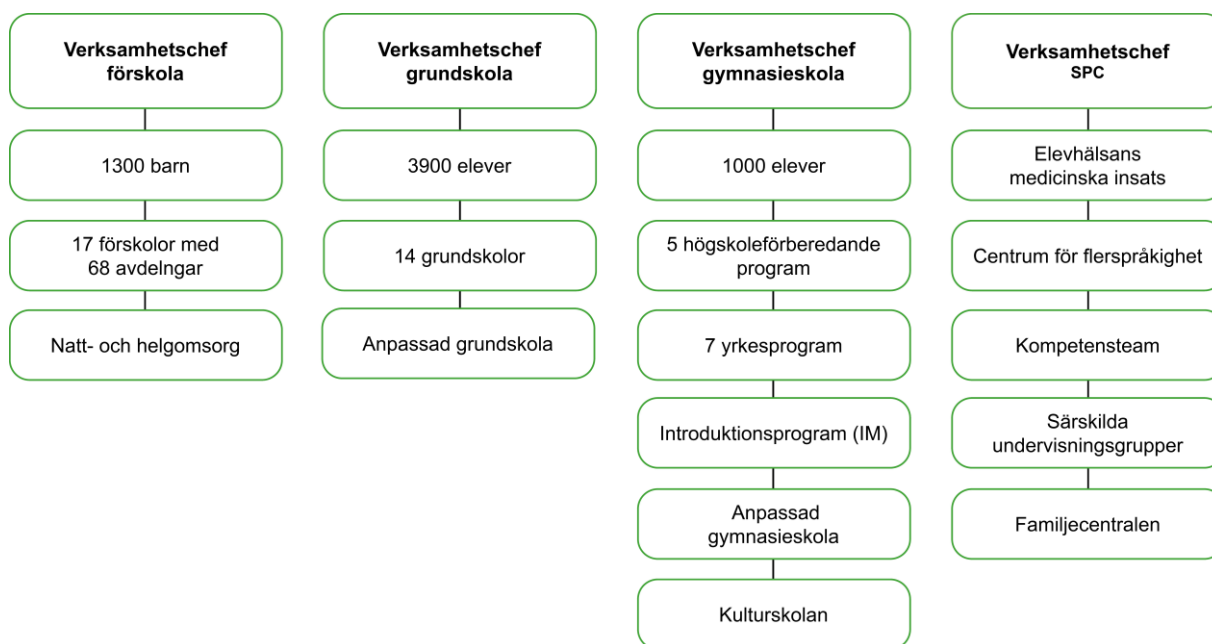 Verksamhetschef
förskola
1300 barn
17 förskolor med
68 avdelngar
Natt- och helgomsorg
Verksamhetschef
grundskola
3900 elever
14 grundskolor
Anpassad grundskola
Verksamhetschef
gymnasieskola
1000 elever
5 högskoleförberedande
program
7 yrkesprogram
Introduktionsprogram (IM)
Anpassad
gymnasieskola
Kulturskolan
Verksamhetschef
SPC
Elevhälsans
medicinska insats
Centrum för flerspråkighet
Kompetensteam
Särskilda
undervisningsgrupper
Familjecentralen